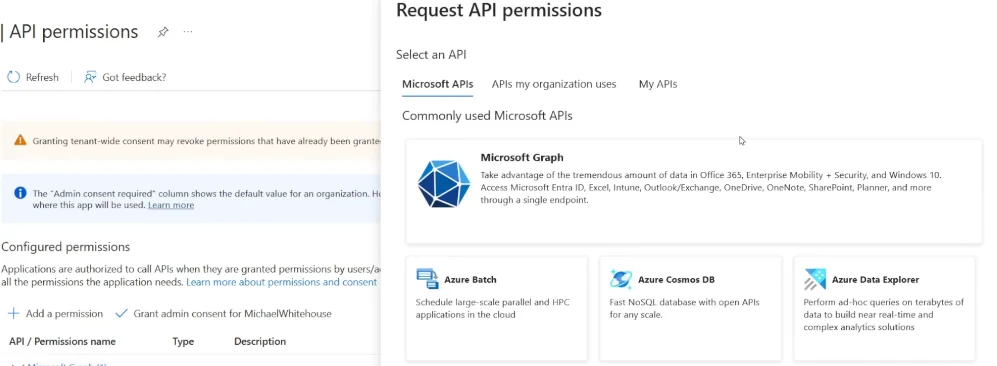 | API permissions
Refresh
Got feedback?
Granting tenant-wide consent may revoke permissions that have already been grante
The "Admin consent required" column shows the default value for an organization. Ho
where this app will be used. Learn more
Configured permissions
Applications are authorized to call APIs when they are granted permissions by users/a
all the permissions the application needs. Learn more about permissions and consent
Add a permission
Grant admin consent for MichaelWhitehouse
API / Permissions name
Type
Description
Request API permissions
Select an API
Microsoft APIs
APIs my organization uses
My APIs
Commonly used Microsoft APIs
Microsoft Graph
Take advantage of the tremendous amount of data in Office 365, Enterprise Mobility + Security, and Windows 10.
Access Microsoft Entra ID, Excel, Intune, Outlook/Exchange, OneDrive, OneNote, SharePoint, Planner, and more
through a single endpoint.
Azure Batch
Schedule large-scale parallel and HPC
applications in the cloud
Azure Cosmos DB
Fast NoSQL database with open APIs
for any scale.
Azure Data Explorer
Perform ad-hoc queries on terabytes of
data to build near real-time and
complex analytics solutions